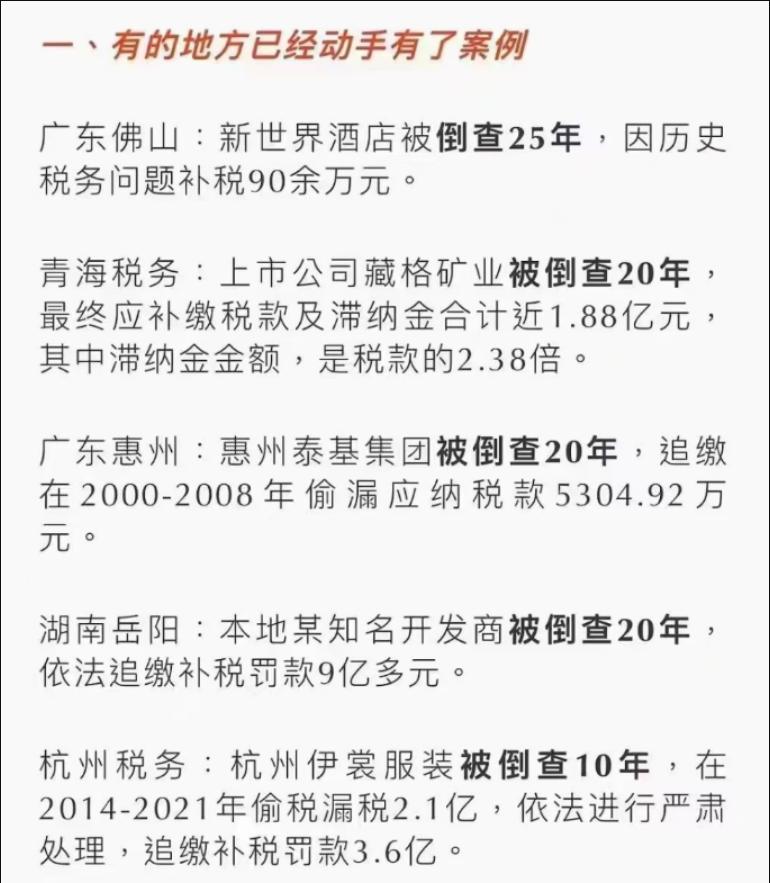 一、有的地方已经动手有了案例
广东佛山：新世界酒店被倒查25年，因历史
税务问题补税90余万元。
青海税务：上市公司藏格矿业被倒查20年，
最终应补缴税款及滞纳金合计近1.88亿元，
其中滞纳金金额，是税款的2.38倍。
广东惠州：惠州泰基集团被倒查20年，追缴
在2000-2008年偷漏应纳税款5304.92万
元。
湖南岳阳：本地某知名开发商被倒查20年，
依法追缴补税罚款9亿多元。
杭州税务：杭州伊裳服装被倒查10年，在
2014-2021年偷税漏税2.1亿，依法进行严肃
处理，追缴补税罚款3.6亿。